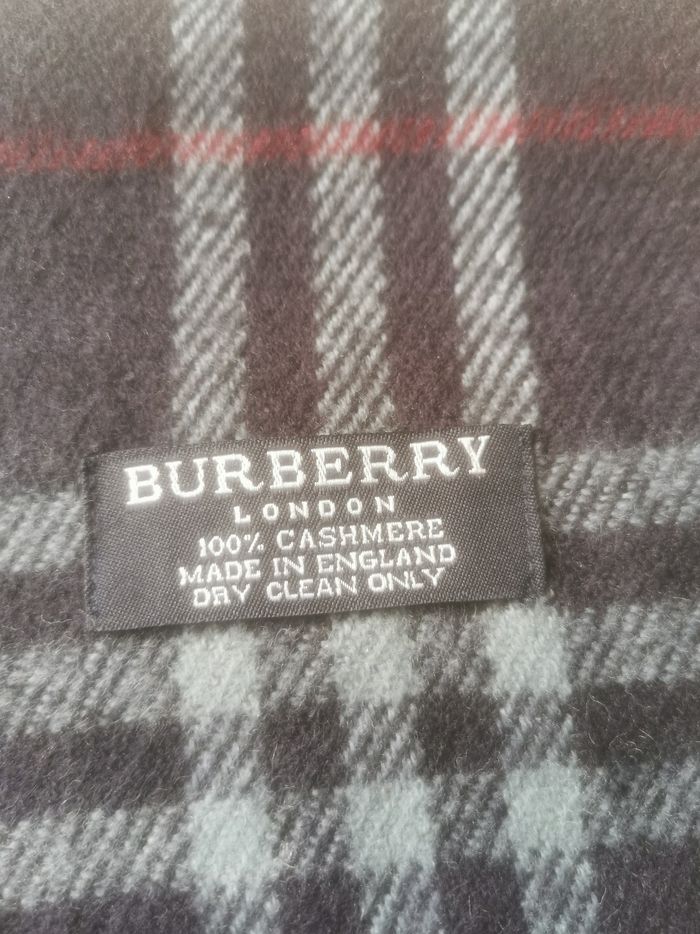 BURBERRY
LONDON
100% CASHMERE
MADE IN ENGLAND
DRY CLEAN ONLY